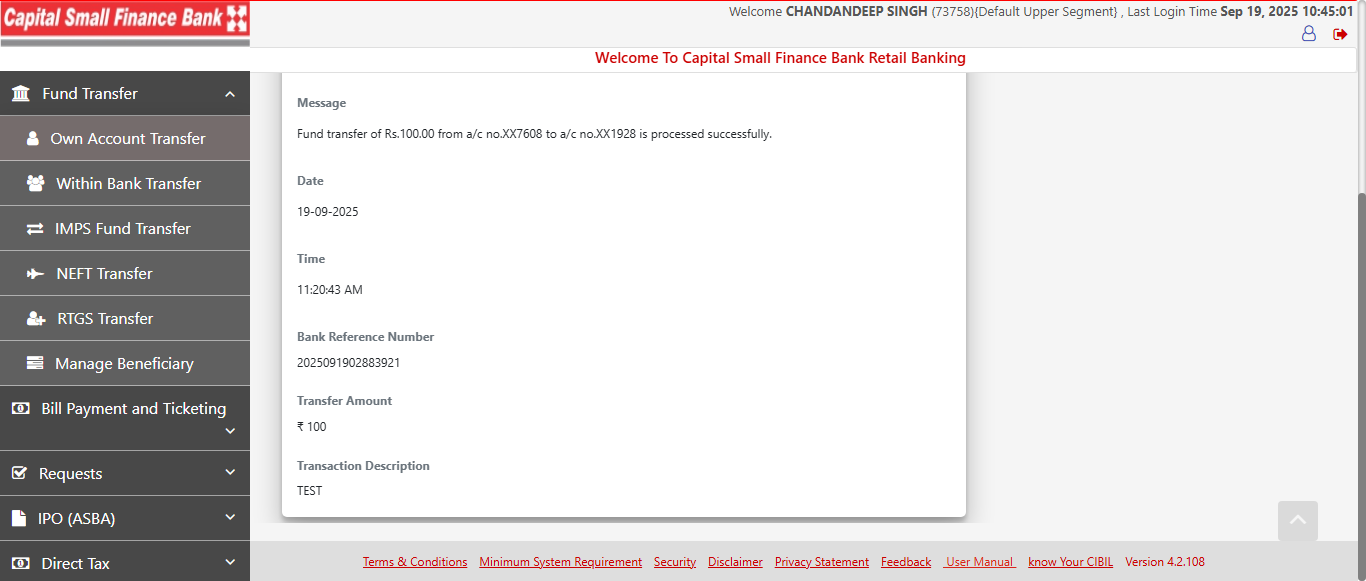 Capital Small Finance Bank
Welcome CHANDANDEEP SINGH (73758){Default Upper Segment} , Last Login Time Sep 19, 2025 10:45:01
Welcome To Capital Small Finance Bank Retail Banking
Fund Transfer
Own Account Transfer
Within Bank Transfer
IMPS Fund Transfer
NEFT Transfer
RTGS Transfer
Manage Beneficiary
Bill Payment and Ticketing
Requests
IPO (ASBA)
Direct Tax
Message
Fund transfer of Rs.100.00 from a/c no.XX7608 to a/c no.XX1928 is processed successfully.
Date
19-09-2025
Time
11:20:43 AM
Bank Reference Number
2025091902883921
Transfer Amount
₹ 100
Transaction Description
TEST
Terms & Conditions Minimum System Requirement Security Disclaimer Privacy Statement Feedback User Manual know Your CIBIL Version 4.2.108